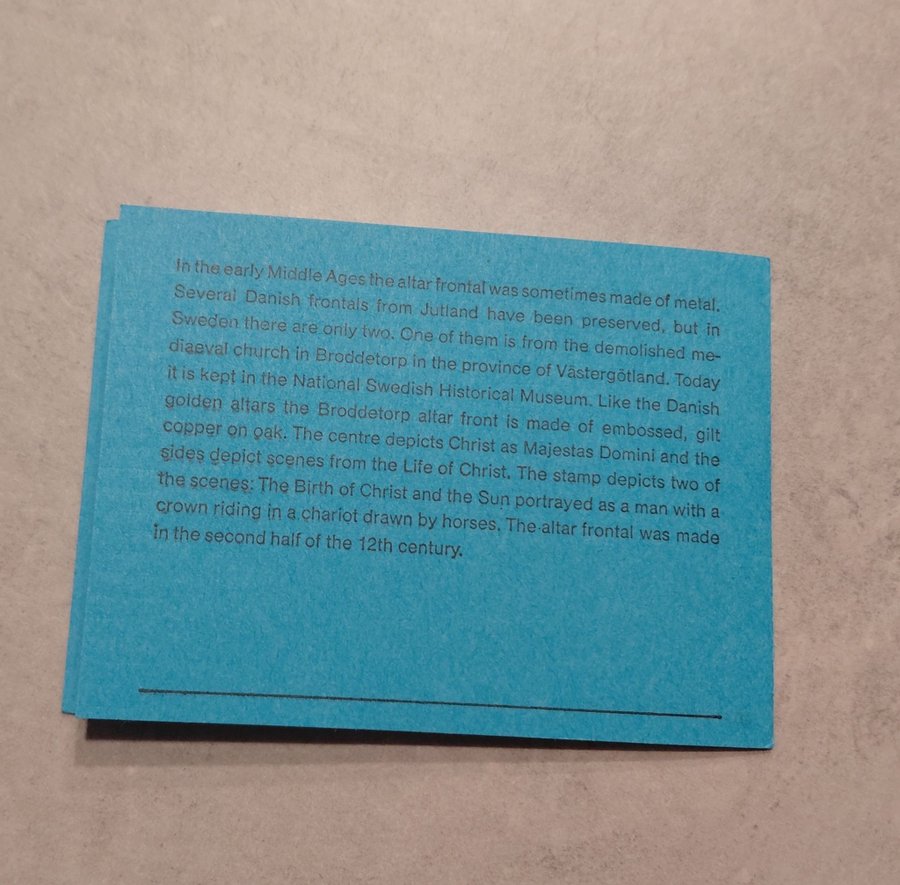 In the early Middle Ages the altar frontal was sometimes made of metal.
Several Danish frontals from Jutland have been preserved, but in
Sweden there are only two. One of them is from the demolished me-
diaeval church in Broddetorp in the province of Västergötland. Today
it is kept in the National Swedish Historical Museum. Like the Danish
golden altars the Broddetorp altar front is made of embossed, gilt
copper on oak. The centre depicts Christ as Majestas Domini and the
sides depict scenes from the Life of Christ. The stamp depicts two of
the scenes: The Birth of Christ and the Sun portrayed as a man with a
crown riding in a chariot drawn by horses. The altar frontal was made
in the second half of the 12th century.